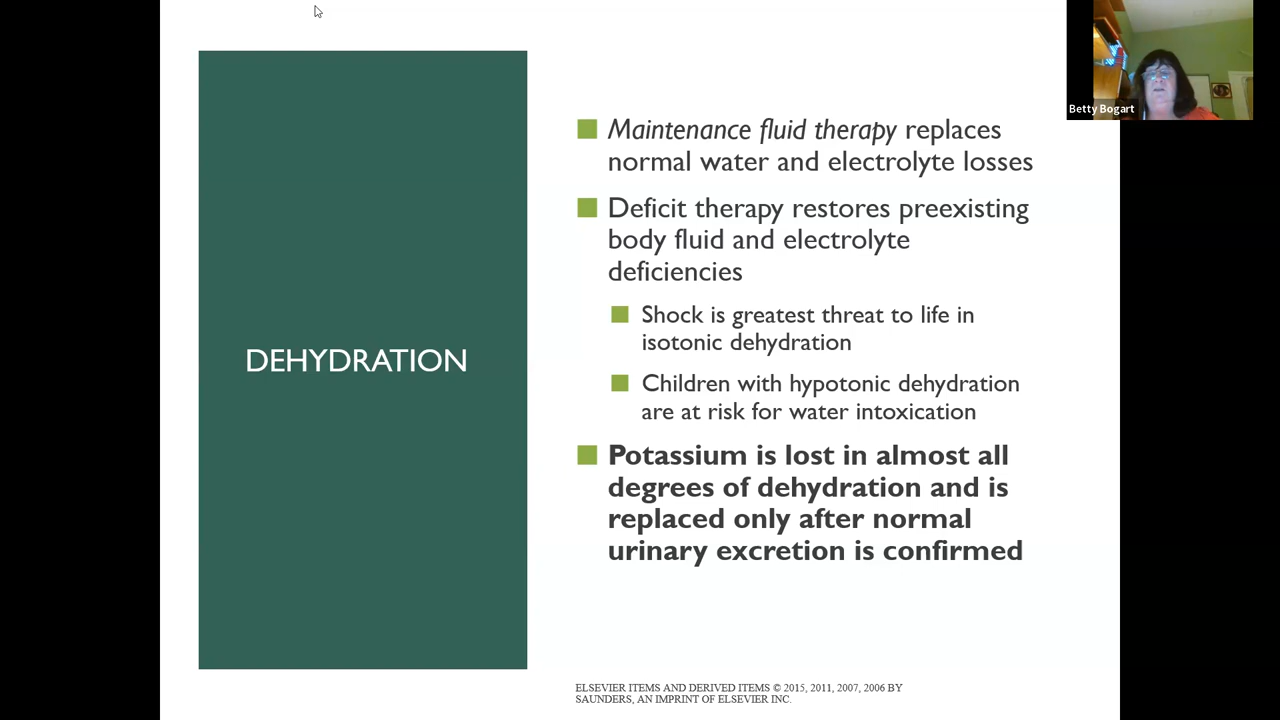 Betty Bogart
DEHYDRATION
Maintenance fluid therapy replaces
normal water and electrolyte losses
Deficit therapy restores preexisting
body fluid and electrolyte
deficiencies
Shock is greatest threat to life in
isotonic dehydration
Children with hypotonic dehydration
are at risk for water intoxication
Potassium is lost in almost all
degrees of dehydration and is
replaced only after normal
urinary excretion is confirmed
ELSEVIER ITEMS AND DERIVED ITEMS © 2015, 2011, 2007, 2006 BY
SAUNDERS, AN IMPRINT OF ELSEVIER INC.